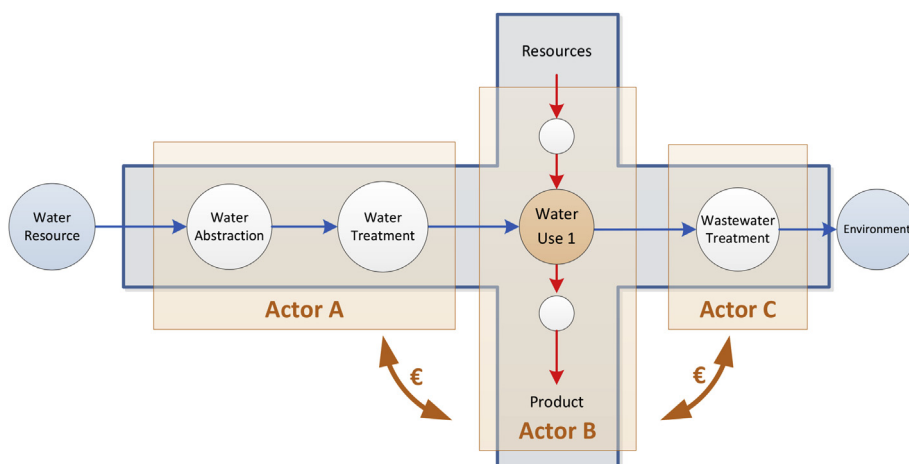 Resources
Water
Resource
Water
Abstraction
Water
Treatment
Water
Use 1
Wastewater
Treatment
Environment
Actor A
Actor C
€
€
Product
Actor B